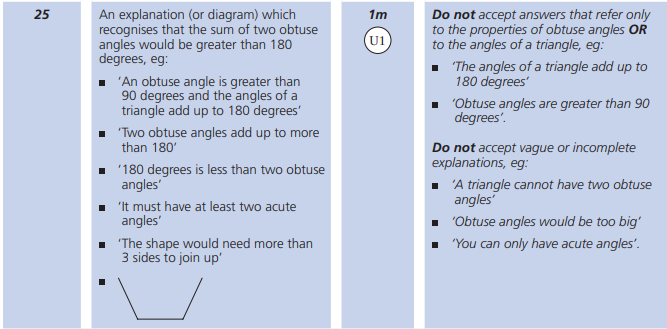 25
An explanation (or diagram) which
recognises that the sum of two obtuse
angles would be greater than 180
degrees, eg:
■ ‘An obtuse angle is greater than
90 degrees and the angles of a
triangle add up to 180 degrees’
■ ‘Two obtuse angles add up to more
than 180’
■ ‘180 degrees is less than two obtuse
angles’
■ ‘It must have at least two acute
angles’
■ ‘The shape would need more than
3 sides to join up’
■
1m
U1
Do not accept answers that refer only
to the properties of obtuse angles OR
to the angles of a triangle, eg:
■ ‘The angles of a triangle add up to
180 degrees’
■ ‘Obtuse angles are greater than 90
degrees’.
Do not accept vague or incomplete
explanations, eg:
■ ‘A triangle cannot have two obtuse
angles’
■ ‘Obtuse angles would be too big’
■ ‘You can only have acute angles’.